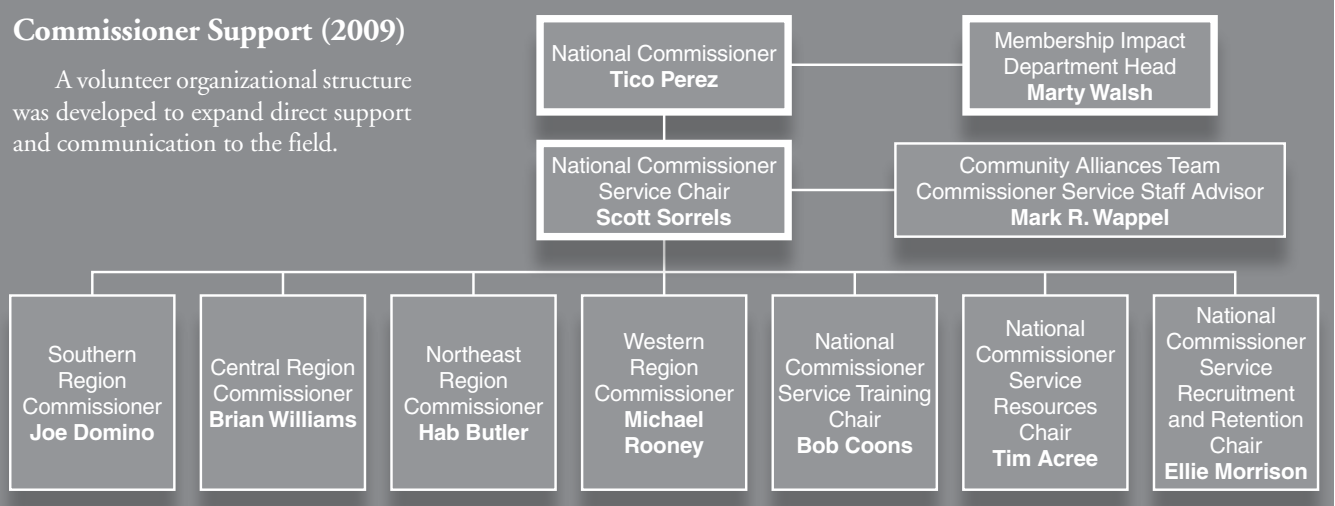 Commissioner Support (2009)
A volunteer organizational structure
was developed to expand direct support
and communication to the field.
National Commissioner
Tico Perez
Membership Impact
Department Head
Marty Walsh
National Commissioner
Service Chair
Scott Sorrels
Community Alliances Team
Commissioner Service Staff Advisor
Mark R. Wappel
Southern
Region
Commissioner
Joe Domino
Central Region
Commissioner
Brian Williams
Northeast
Region
Commissioner
Hab Butler
Western
Region
Commissioner
Michael
Rooney
National
Commissioner
Service Training
Chair
Bob Coons
National
Commissioner
Service
Resources
Chair
Tim Acree
National
Commissioner
Service
Recruitment
and Retention
Chair
Ellie Morrison